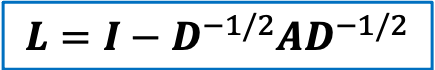 L = I − D^{−1/2}AD^{−1/2}